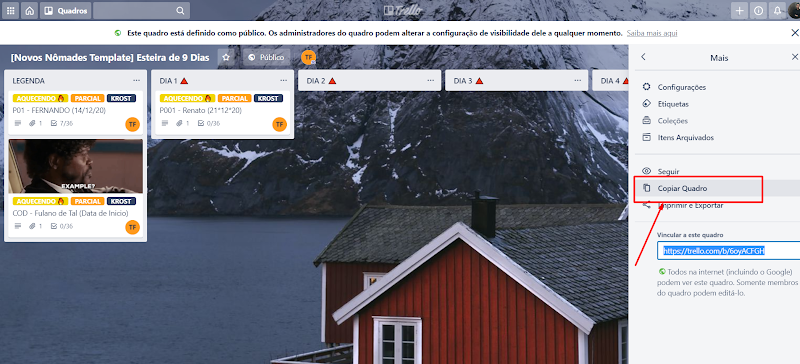 Quadros
Trello
Este quadro está definido como público. Os administradores do quadro podem alterar a configuração de visibilidade dele a qualquer momento. Saiba mais aqui
[Novos Nômades Template] Esteira de 9 Dias
Público
TF
LEGENDA
AQUECENDO🔥 PARCIAL KROST
P01 - FERNANDO (14/12/20)
1 7/36
TF
EXAMPLE?
AQUECENDO🔥 PARCIAL KROST
COD - Fulano de Tal (Data de Inicio)
1 0/36
TF
DIA 1
AQUECENDO🔥 PARCIAL KROST
P001 - Renato (21*12*20)
1 0/36
TF
DIA 2
DIA 3
DIA 4
Mais
Configurações
Etiquetas
Coleções
Itens Arquivados
Seguir
Copiar Quadro
Imprimir e Exportar
Vincular a este quadro
https://trello.com/b/6oyACFGH
Todos na internet (incluindo o Google)
podem ver este quadro. Somente membros
do quadro podem editá-lo.